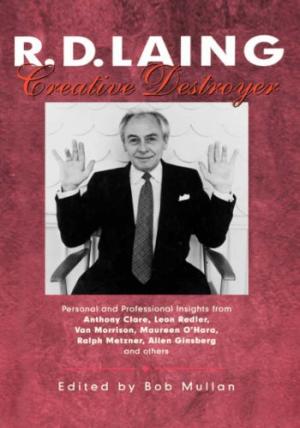 R.D.LAING
Creative Destroyer
Personal and Professional Insights from
Anthony Clare, Leon Redler,
Van Morrison, Maureen O'Hara,
Ralph Metzner, Allen Ginsberg
and others
Edited by Bob Mullan